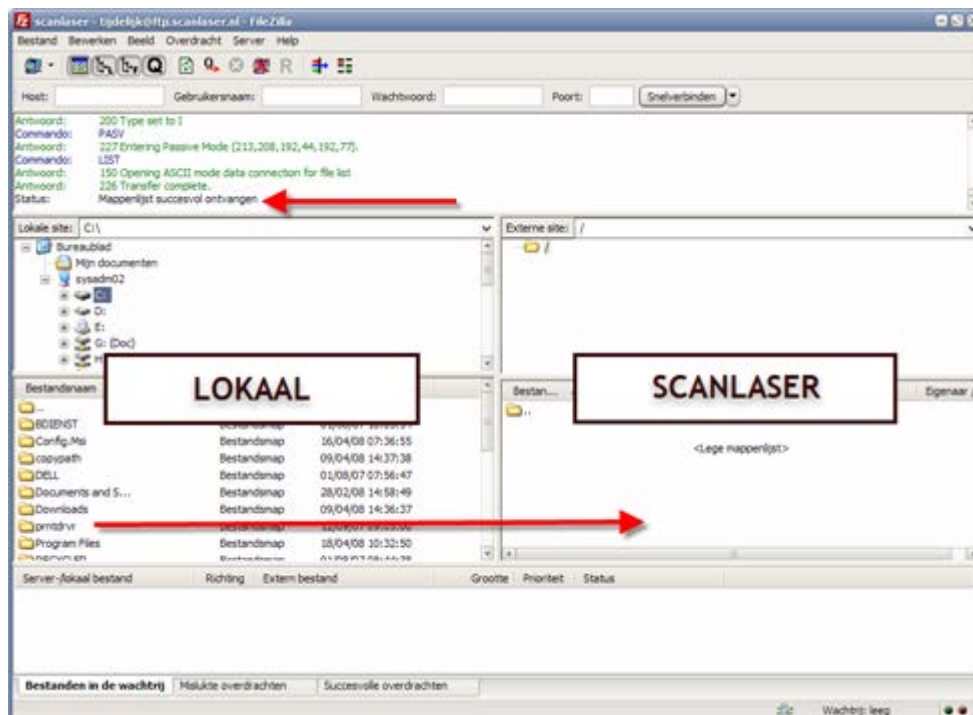 scanlaser - tijdelijk@ftp.scanlaser.nl - FileZilla
Bestand Bewerken Beeld Overdracht Server Help
Host: Gebruikersnaam: Wachtwoord: Poort: Snelverbinden
Antwoord: 200 Type set to I
Commando: PASV
Antwoord: 227 Entering Passive Mode (213,208,192,44,192,77).
Commando: LIST
Antwoord: 150 Opening ASCII mode data connection for file list
Antwoord: 226 Transfer complete.
Status: Mappenlijst succesvol ontvangen
Lokale site: C:\
Externe site: /
Bureaublad
Mijn documenten
sysadm02
C:
D:
E:
G: (Doc)
H
/
LOKAAL
SCANLASER
Bestandsnaam
Bestan... Eigenaar /
..
BDIENST Bestandsmap
Config.Msi Bestandsmap 16/04/08 07:36:55
copypath Bestandsmap 09/04/08 14:37:38
DELL Bestandsmap 01/08/07 07:56:47
Documents and S... Bestandsmap 28/02/08 14:58:49
Downloads Bestandsmap 09/04/08 14:36:37
prntdrvr Bestandsmap
Program Files Bestandsmap 18/04/08 10:32:50
RECYCLED Bestandsmap
..
<Lege mappenlijst>
Server-/lokaal bestand Richting Extern bestand Grootte Prioriteit Status
Bestanden in de wachtrij Mislukte overdrachten Succesvolle overdrachten
Wachtrij: leeg